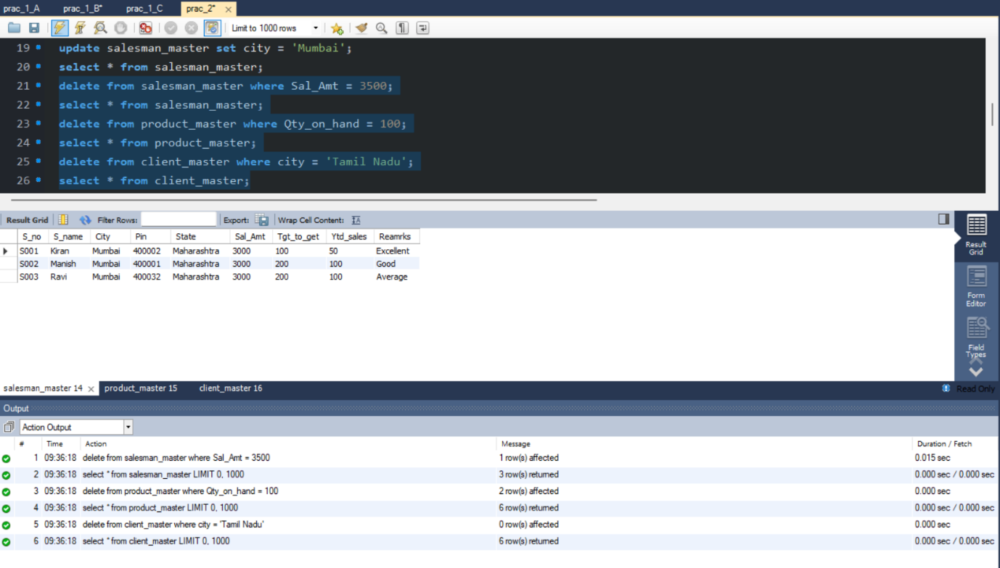 prac_1_A prac_1_B* prac_1_C prac_2* ×
Limit to 1000 rows
19 update salesman_master set city = 'Mumbai';
20 select * from salesman_master;
21 delete from salesman_master where Sal_Amt = 3500;
22 select * from salesman_master;
23 delete from product_master where Qty_on_hand = 100;
24 select * from product_master;
25 delete from client_master where city = 'Tamil Nadu';
26 select * from client_master;
Result Grid Filter Rows: Export: Wrap Cell Content:
S_no S_name City Pin State Sal_Amt Tgt_to_get Ytd_sales Reamrks
S001 Kiran Mumbai 400002 Maharashtra 3000 100 50 Excellent
S002 Manish Mumbai 400001 Maharashtra 3000 200 100 Good
S003 Ravi Mumbai 400032 Maharashtra 3000 200 100 Average
Result
Grid
Form
Editor
Field
Types
salesman_master 14 × product_master 15 client_master 16 Read Only
Output
Action Output
# Time Action Message Duration / Fetch
1 09:36:18 delete from salesman_master where Sal_Amt = 3500 1 row(s) affected 0.015 sec
2 09:36:18 select * from salesman_master LIMIT 0, 1000 3 row(s) returned 0.000 sec / 0.000 sec
3 09:36:18 delete from product_master where Qty_on_hand = 100 2 row(s) affected 0.000 sec
4 09:36:18 select * from product_master LIMIT 0, 1000 6 row(s) returned 0.000 sec / 0.000 sec
5 09:36:18 delete from client_master where city = 'Tamil Nadu' 0 row(s) affected 0.000 sec
6 09:36:18 select * from client_master LIMIT 0, 1000 6 row(s) returned 0.000 sec / 0.000 sec